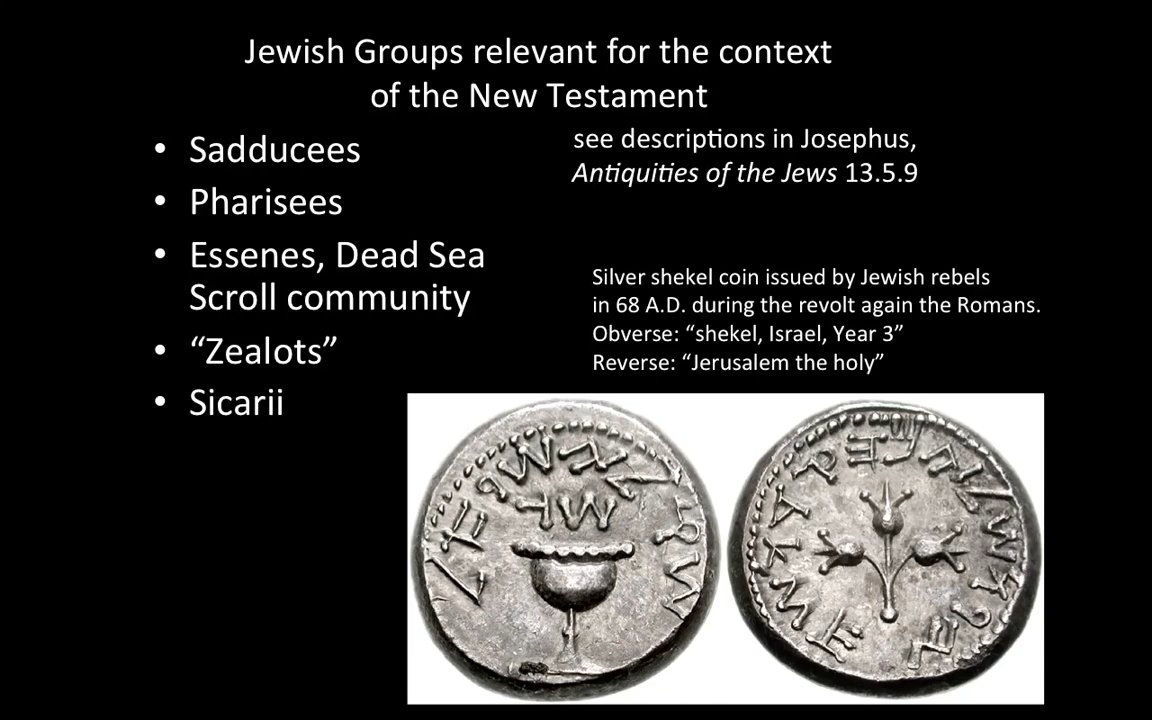 Jewish Groups relevant for the context
of the New Testament
• Sadducees
• Pharisees
• Essenes, Dead Sea
Scroll community
• “Zealots”
• Sicarii
see descriptions in Josephus,
Antiquities of the Jews 13.5.9
Silver shekel coin issued by Jewish rebels
in 68 A.D. during the revolt again the Romans.
Obverse: “shekel, Israel, Year 3”
Reverse: “Jerusalem the holy”